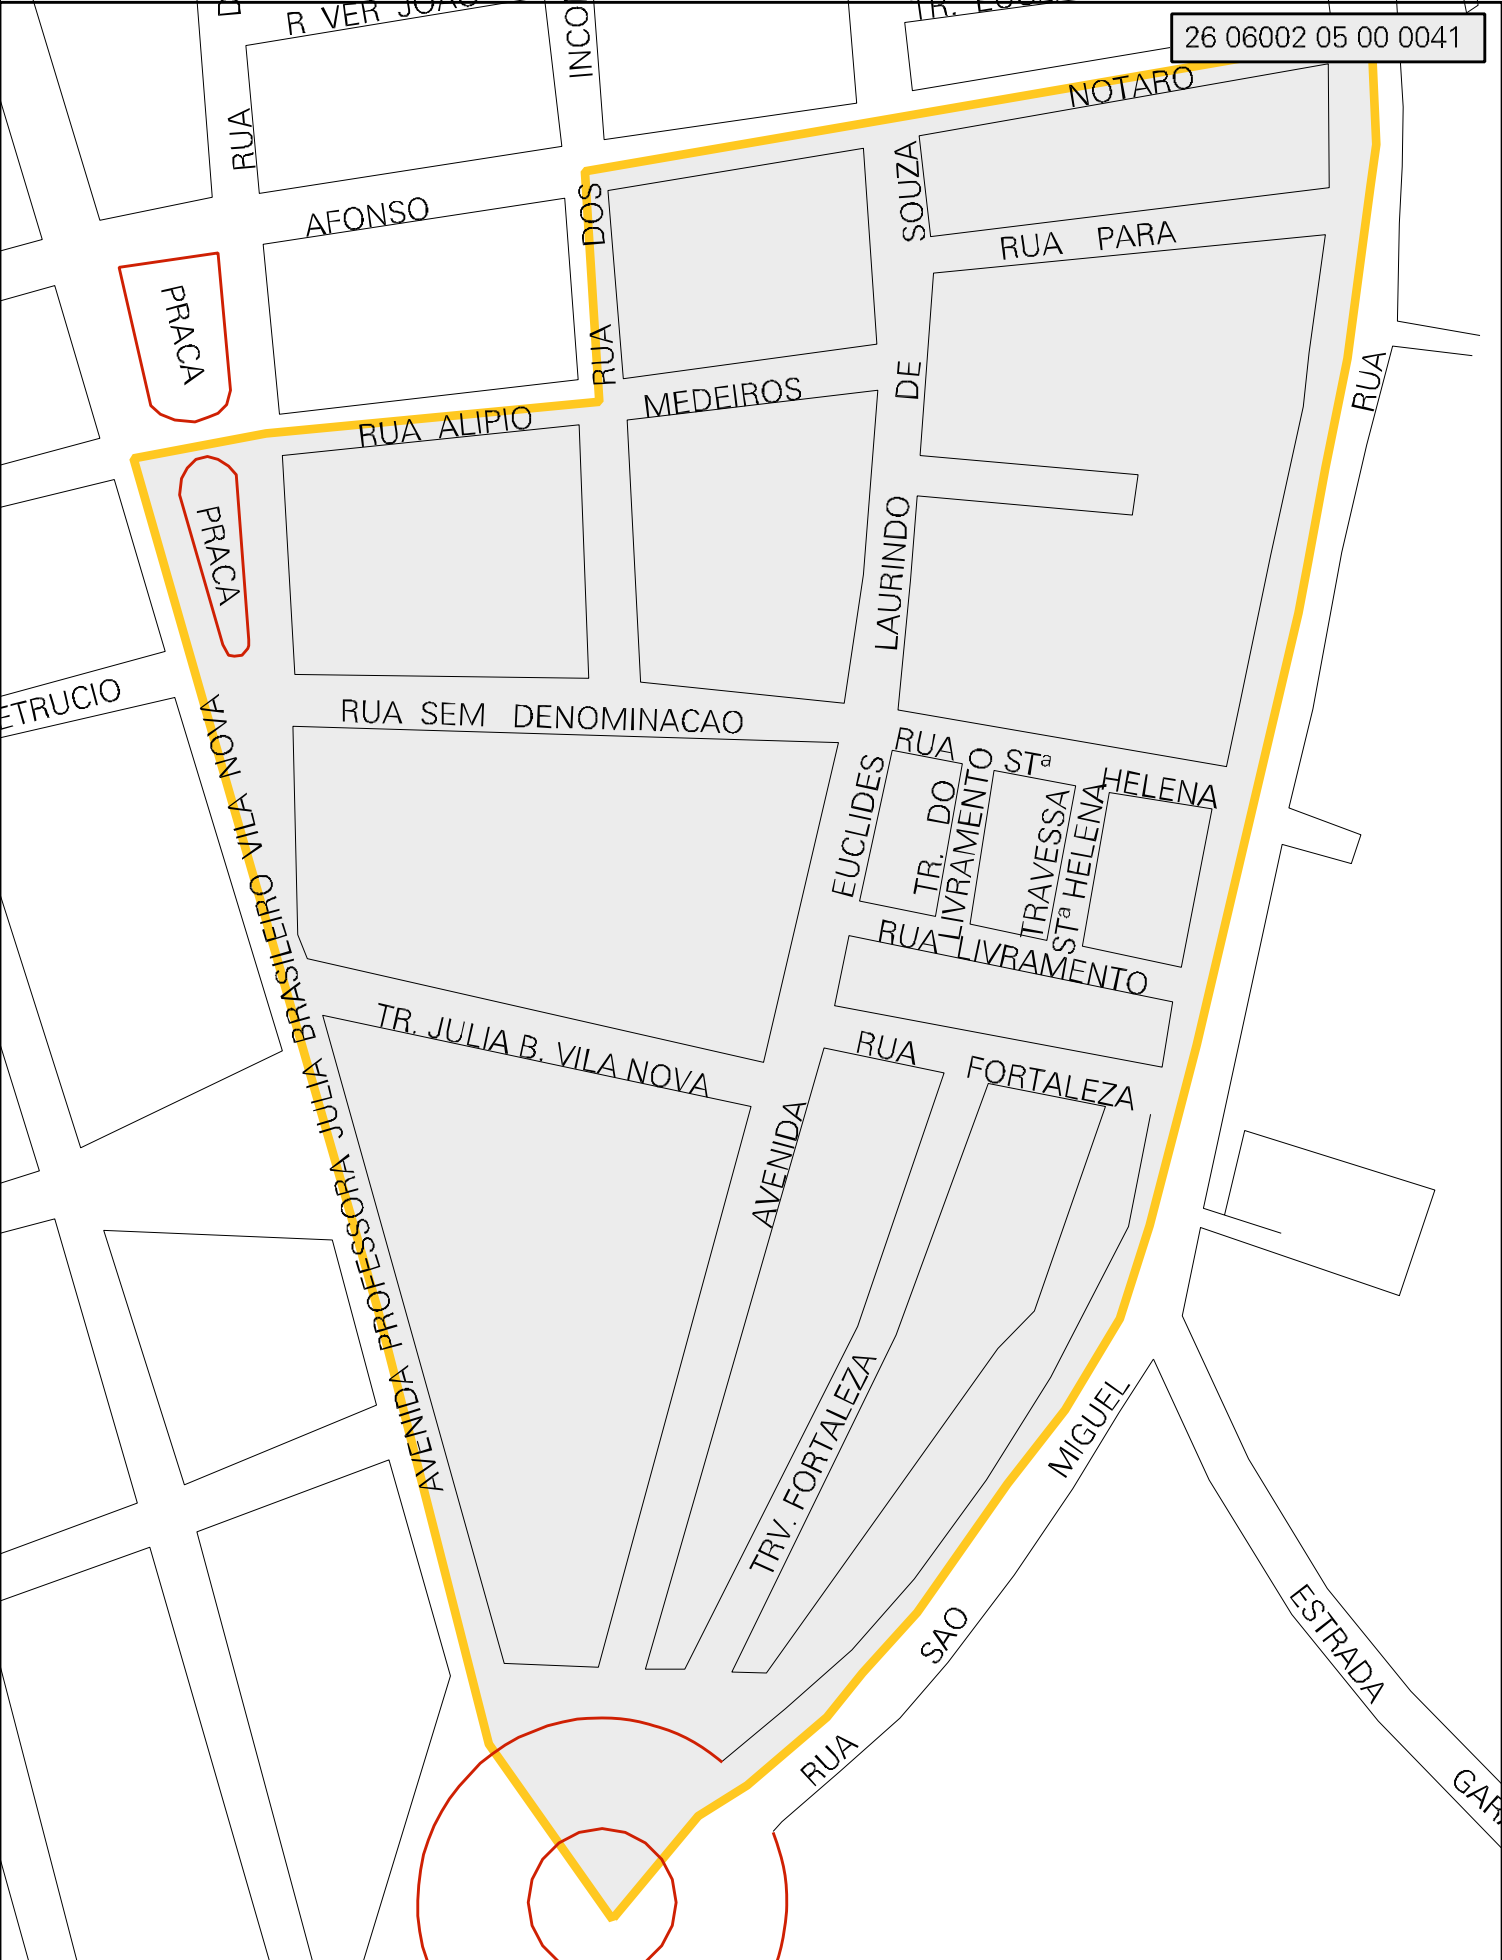 R VER
INCO
26 06002 05 00 0041
NOTARO
RUA
AFONSO
DOS
SOUZA
RUA PARA
PRACA
RUA
DE
RUA
MEDEIROS
RUA ALIPIO
PRACA
LAURINDO
ETRUCIO
RUA SEM DENOMINACAO
RUA STª HELENA
EUCLIDES
TR. DO
LIVRAMENTO
TRAVESSA
STª HELENA
RUA LIVRAMENTO
AVENIDA PROFESSORA JULIA BRASILEIRO VILA NOVA
TR. JULIA B. VILA NOVA
RUA FORTALEZA
AVENIDA
TRV. FORTALEZA
RUA SAO MIGUEL
ESTRADA
GAR